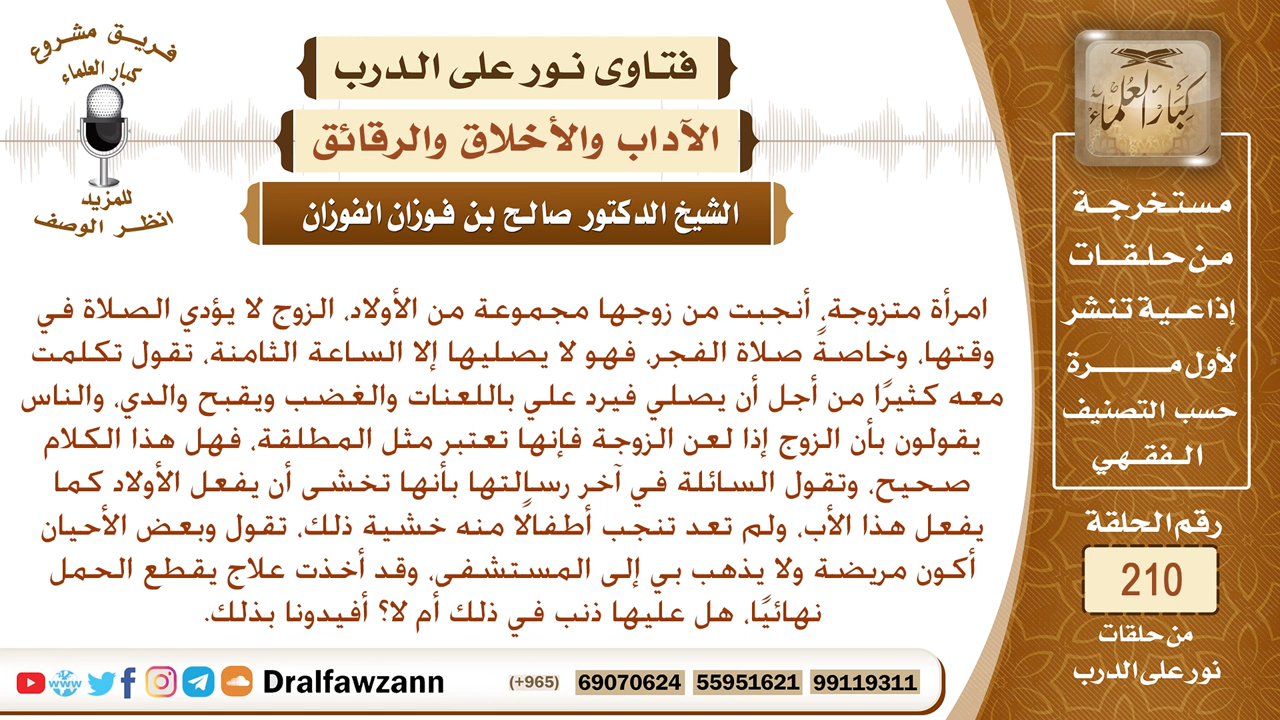 فريق مشروع
كبار العلماء
للمزيد
انظر الوصف
فتاوى نور على الدرب
الآداب والأخلاق والرقائق
الشيخ الدكتور صالح بن فوزان الفوزان
امرأة متزوجة، أنجبت من زوجها مجموعة من الأولاد، الزوج لا يؤدي الصلاة في
وقتها، وخاصةً صلاة الفجر، فهو لا يصليها إلا الساعة الثامنة، تقول تكلمت
معه كثيرًا من أجل أن يصلي فيرد علي باللعنات والغضب ويقبح والدي، والناس
يقولون بأن الزوج إذا لعن الزوجة فإنها تعتبر مثل المطلقة، فهل هذا الكلام
صحيح، وتقول السائلة في آخر رسالتها بأنها تخشى أن يفعل الأولاد كما
يفعل هذا الأب، ولم تعد تنجب أطفالًا منه خشية ذلك، تقول وبعض الأحيان
أكون مريضة ولا يذهب بي إلى المستشفى، وقد أخذت علاج يقطع الحمل
نهائيًا، هل عليها ذنب في ذلك أم لا؟ أفيدونا بذلك.
كبار العلماء
مستخرجة
من حلقات
إذاعية تنشر
لأول مرة
حسب التصنيف
الفقهي
رقم الحلقة
210
من حلقات
نور على الدرب
www Dralfawzann (+965) 69070624 55951621 99119311